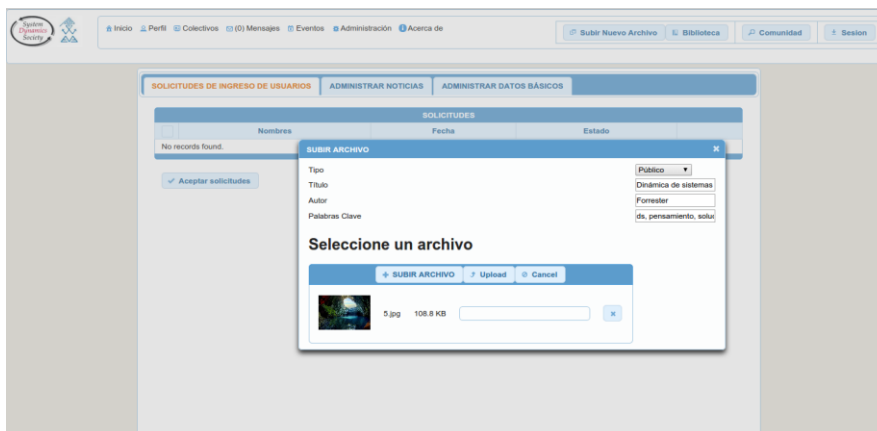 System
Dynamics
Society
Inicio Perfil Colectivos (0) Mensajes Eventos Administración Acerca de
Subir Nuevo Archivo Biblioteca Comunidad Sesion
SOLICITUDES DE INGRESO DE USUARIOS ADMINISTRAR NOTICIAS ADMINISTRAR DATOS BÁSICOS
SOLICITUDES
Nombres Fecha Estado
No records found.
Aceptar solicitudes
SUBIR ARCHIVO
Tipo Público
Título Dinámica de sistemas
Autor Forrester
Palabras Clave ds, pensamiento, soluc
Seleccione un archivo
SUBIR ARCHIVO Upload Cancel
5.jpg 108.8 KB